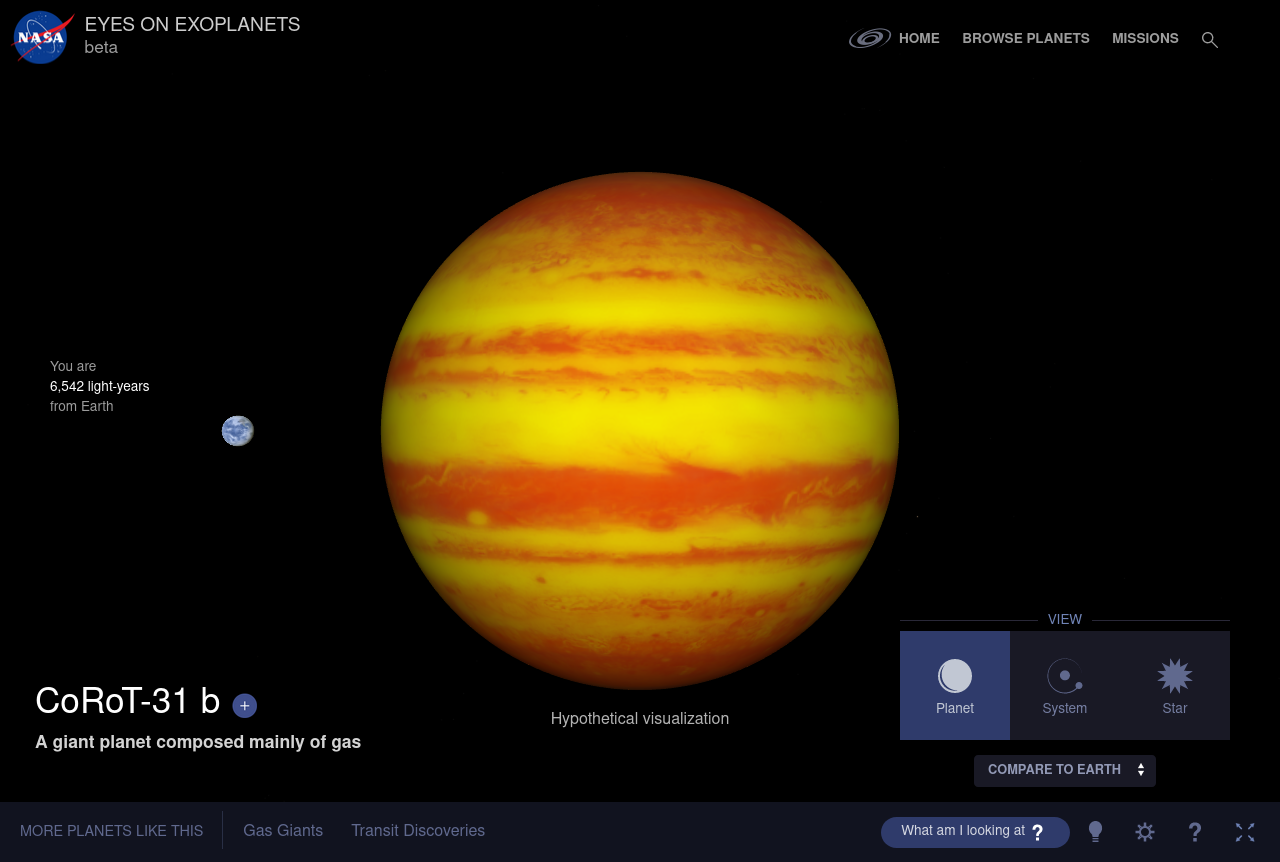 NASA
EYES ON EXOPLANETS
beta
HOME
BROWSE PLANETS
MISSIONS
You are
6,542 light-years
from Earth
VIEW
Planet
System
Star
CoRoT-31 b +
A giant planet composed mainly of gas
Hypothetical visualization
COMPARE TO EARTH
MORE PLANETS LIKE THIS
Gas Giants
Transit Discoveries
What am I looking at ?
?